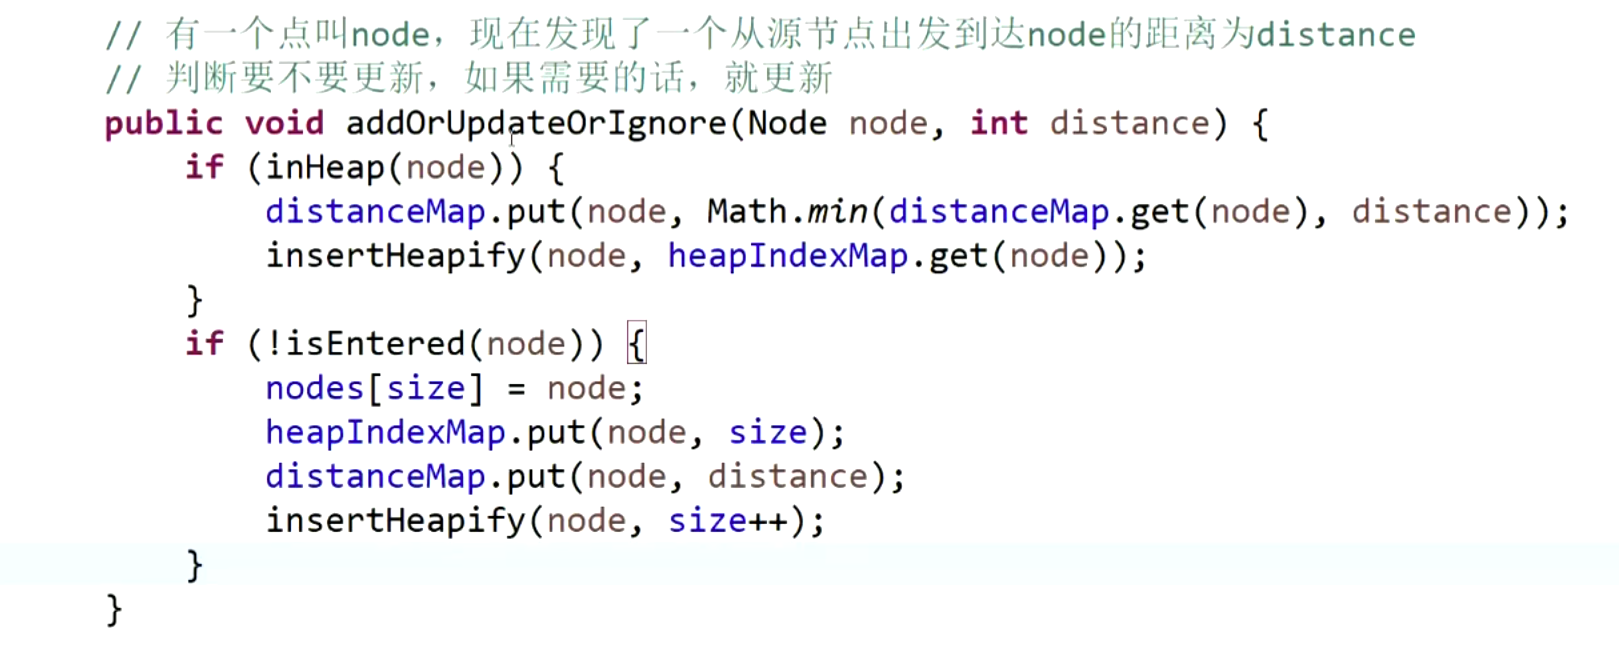 // 有一个点叫node，现在发现了一个从源节点出发到达node的距离为distance
// 判断要不要更新，如果需要的话，就更新
public void addOrUpdateOrIgnore(Node node, int distance) {
    if (inHeap(node)) {
        distanceMap.put(node, Math.min(distanceMap.get(node), distance));
        insertHeapify(node, heapIndexMap.get(node));
    }
    if (!isEntered(node)) {
        nodes[size] = node;
        heapIndexMap.put(node, size);
        distanceMap.put(node, distance);
        insertHeapify(node, size++);
    }
}